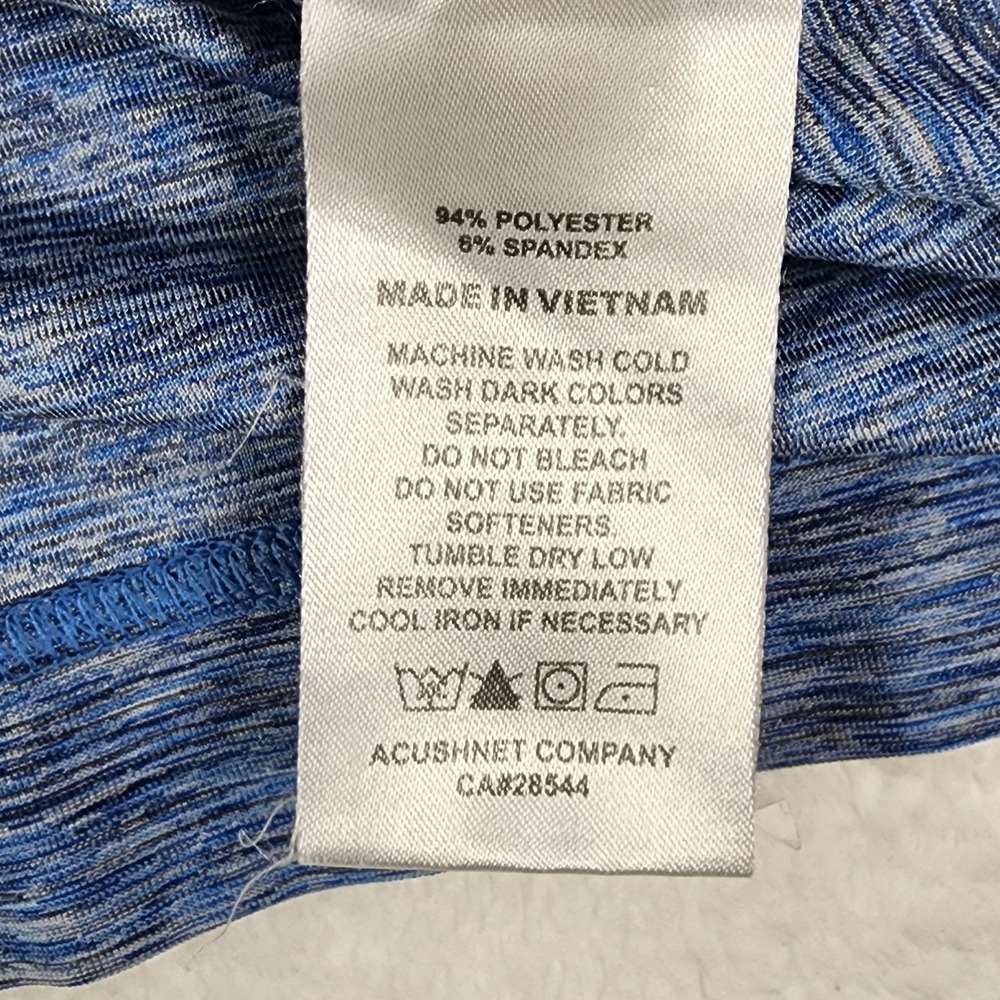 94% POLYESTER
6% SPANDEX
MADE IN VIETNAM
MACHINE WASH COLD
WASH DARK COLORS
SEPARATELY.
DO NOT BLEACH
DO NOT USE FABRIC
SOFTENERS.
TUMBLE DRY LOW
REMOVE IMMEDIATELY
COOL IRON IF NECESSARY
ACUSHNET COMPANY
CA#28544